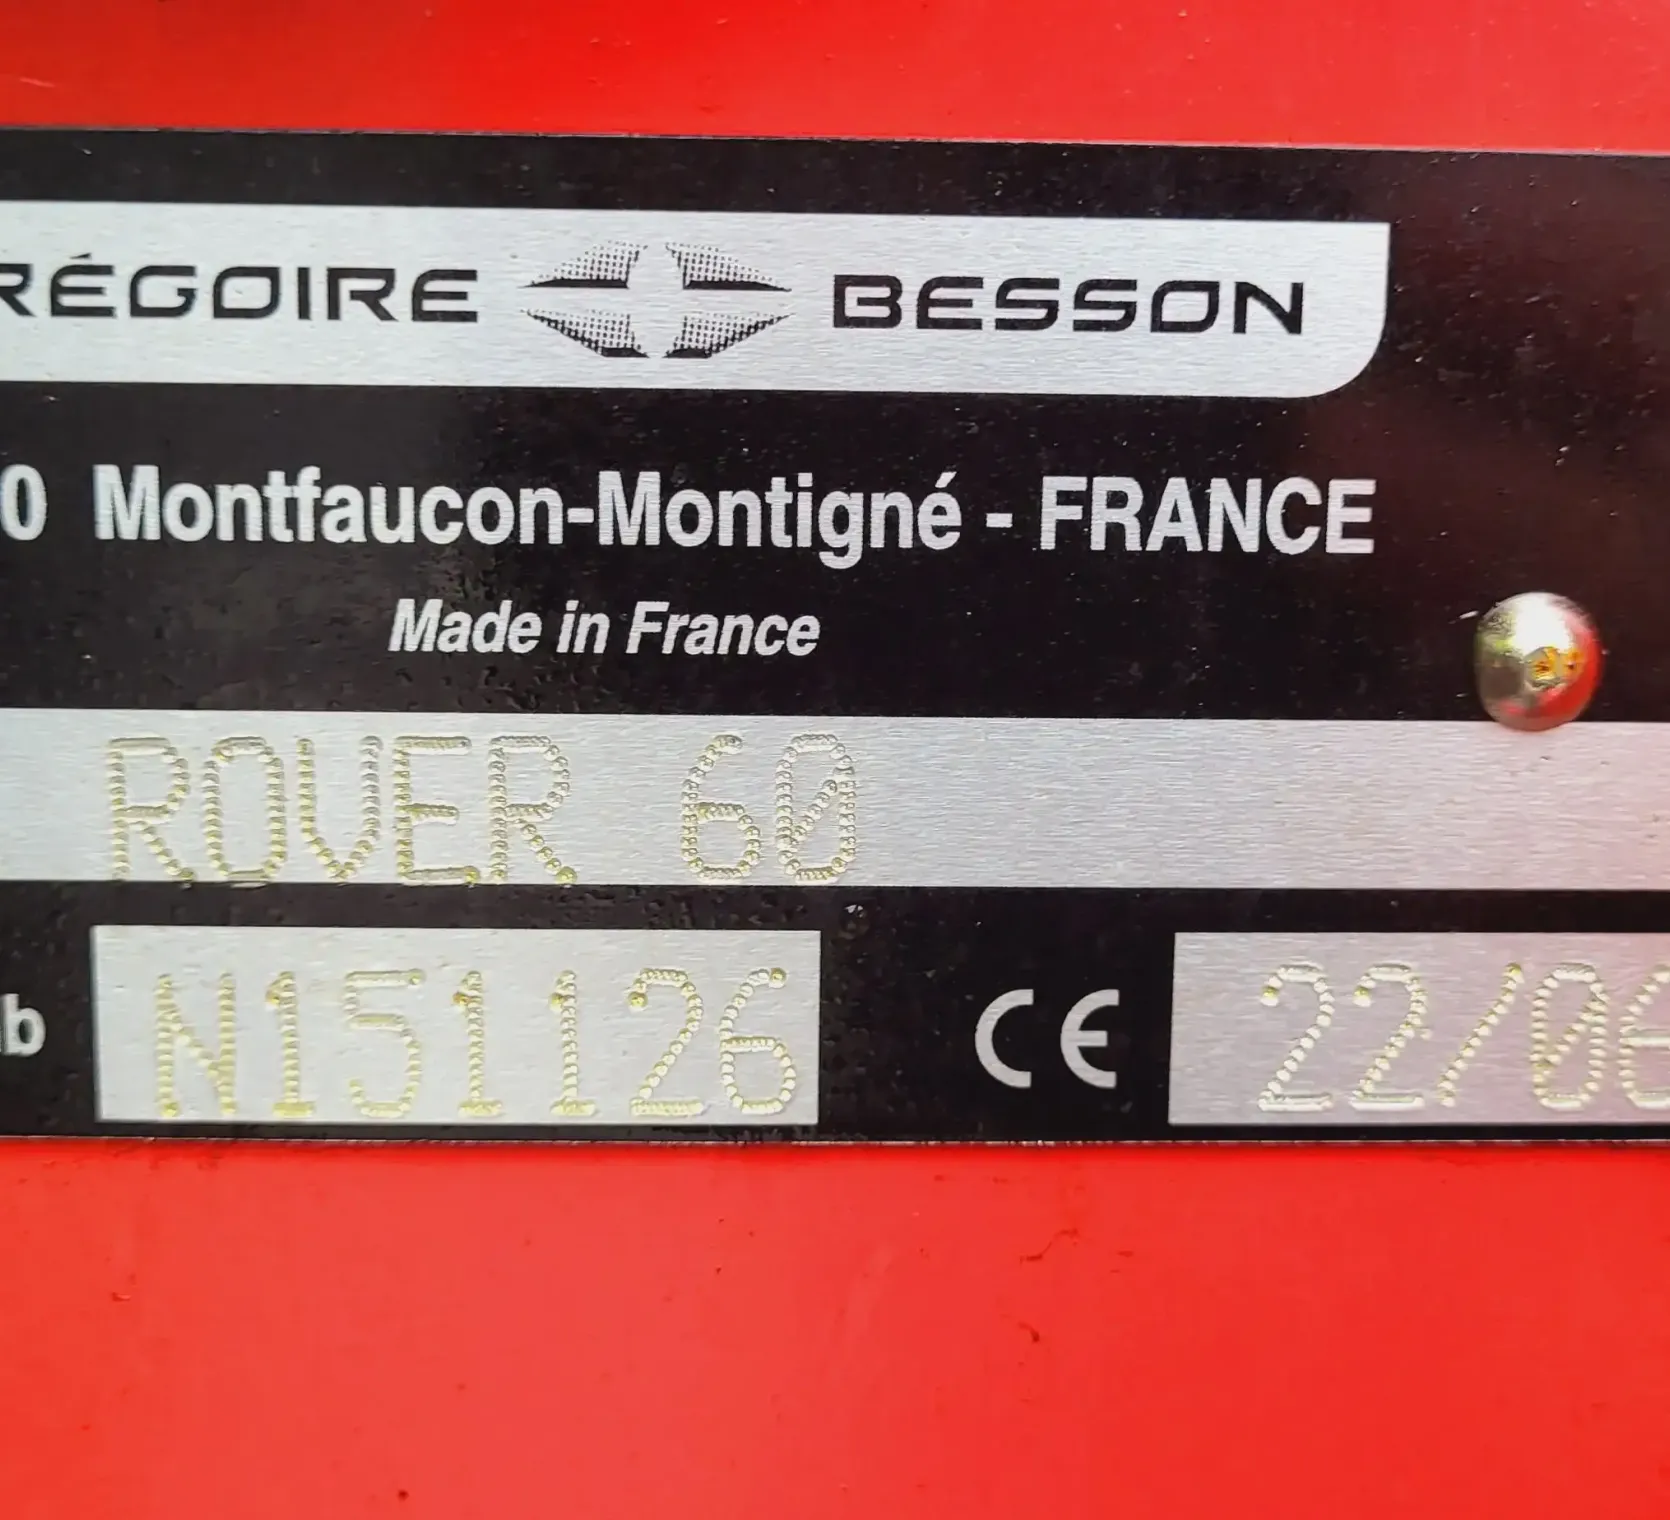 RÉGOIRE BESSON
0 Montfaucon-Montigné - FRANCE
Made in France
ROVER 60
b N151126 CE 22/06